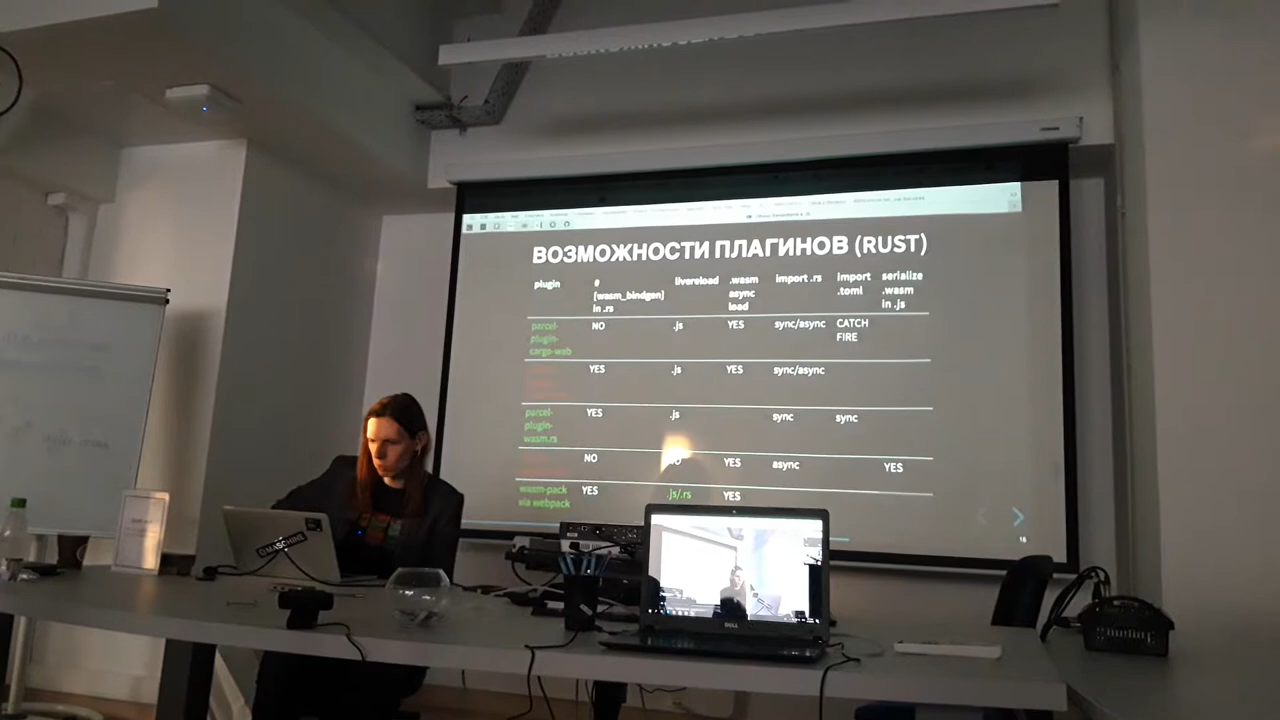 ВОЗМОЖНОСТИ ПЛАГИНОВ (RUST)
plugin # livereload .wasm import .rs import serialize
[wasm_bindgen] async .toml .wasm
in .rs load in .js
parcel- NO .js YES sync/async CATCH
plugin- FIRE
cargo-web
YES .js YES sync/async
parcel- YES .js sync sync
plugin-
wasm.rs
NO YES async YES
wasm-pack YES .js/.rs YES
via webpack
16
MASCHINE
DELL